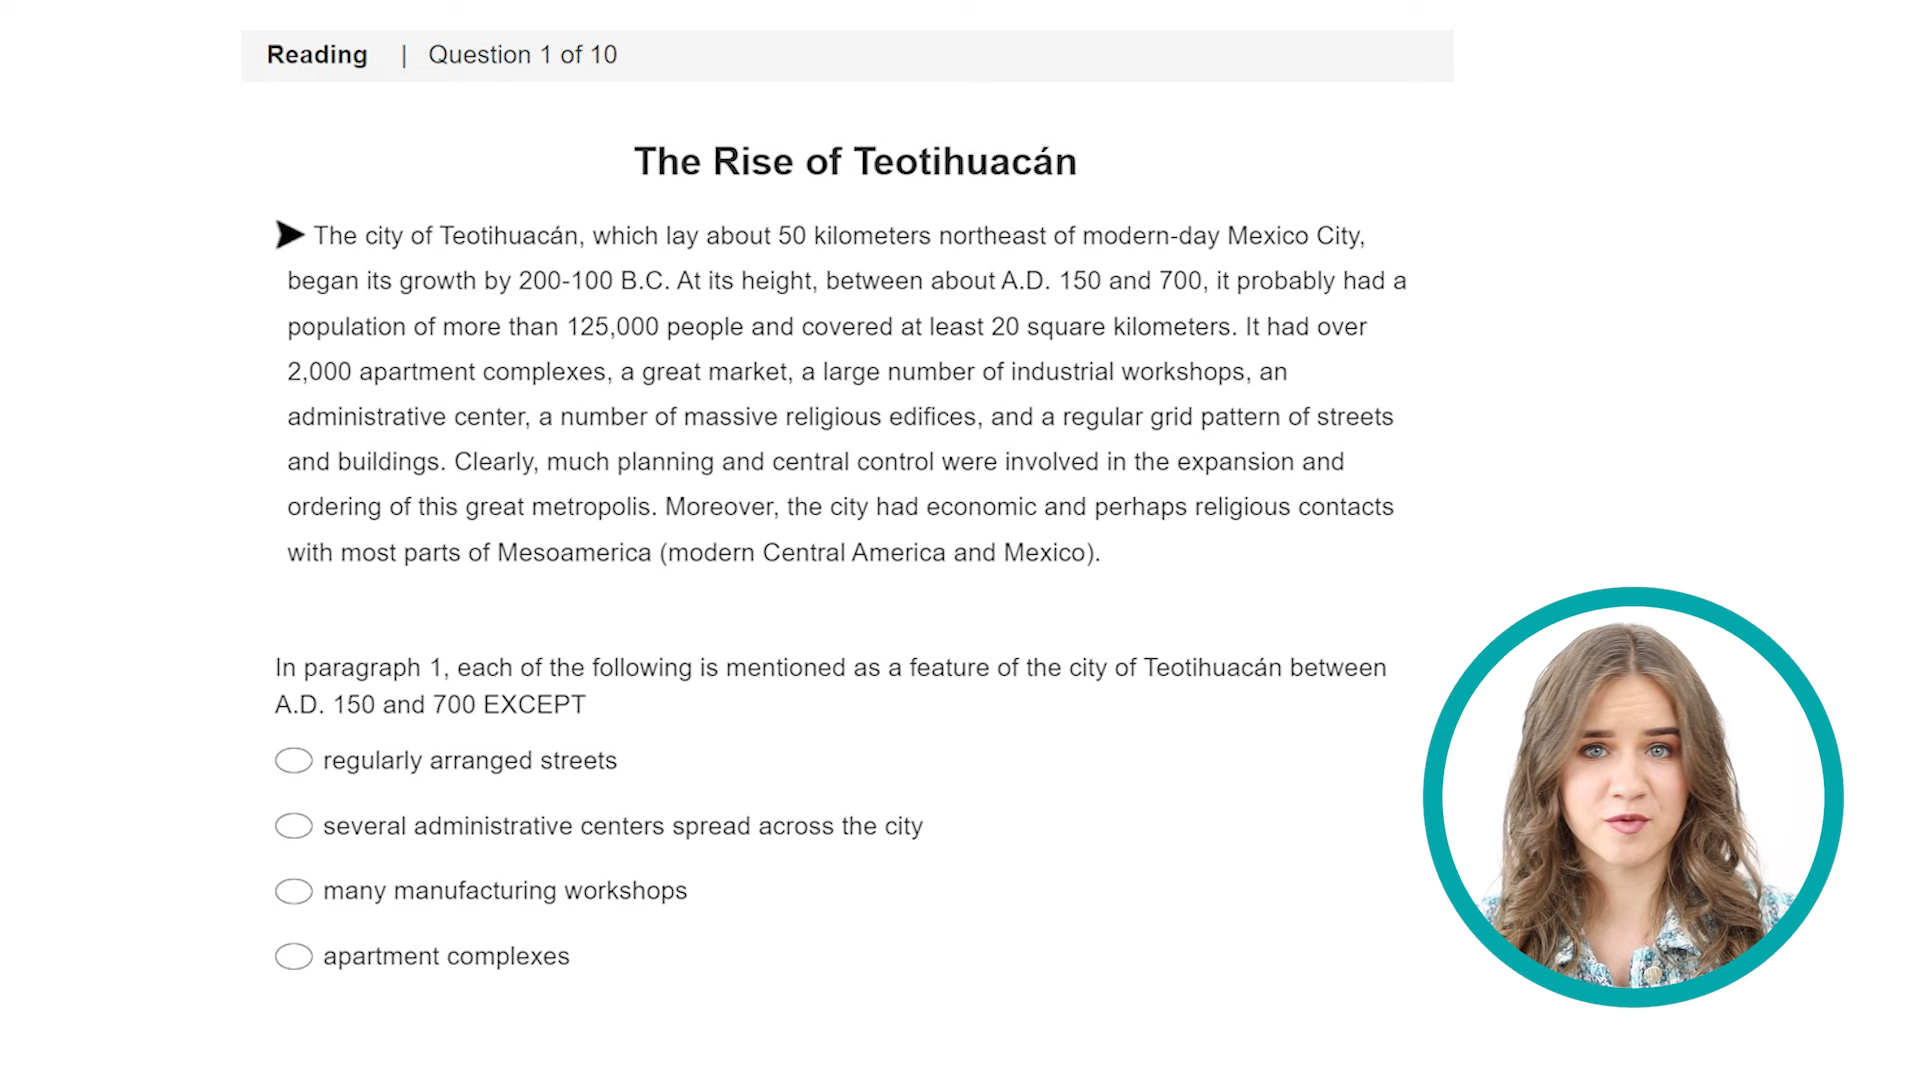 Reading | Question 1 of 10
The Rise of Teotihuacán
The city of Teotihuacán, which lay about 50 kilometers northeast of modern-day Mexico City,
began its growth by 200-100 B.C. At its height, between about A.D. 150 and 700, it probably had a
population of more than 125,000 people and covered at least 20 square kilometers. It had over
2,000 apartment complexes, a great market, a large number of industrial workshops, an
administrative center, a number of massive religious edifices, and a regular grid pattern of streets
and buildings. Clearly, much planning and central control were involved in the expansion and
ordering of this great metropolis. Moreover, the city had economic and perhaps religious contacts
with most parts of Mesoamerica (modern Central America and Mexico).
In paragraph 1, each of the following is mentioned as a feature of the city of Teotihuacán between
A.D. 150 and 700 EXCEPT
regularly arranged streets
several administrative centers spread across the city
many manufacturing workshops
apartment complexes